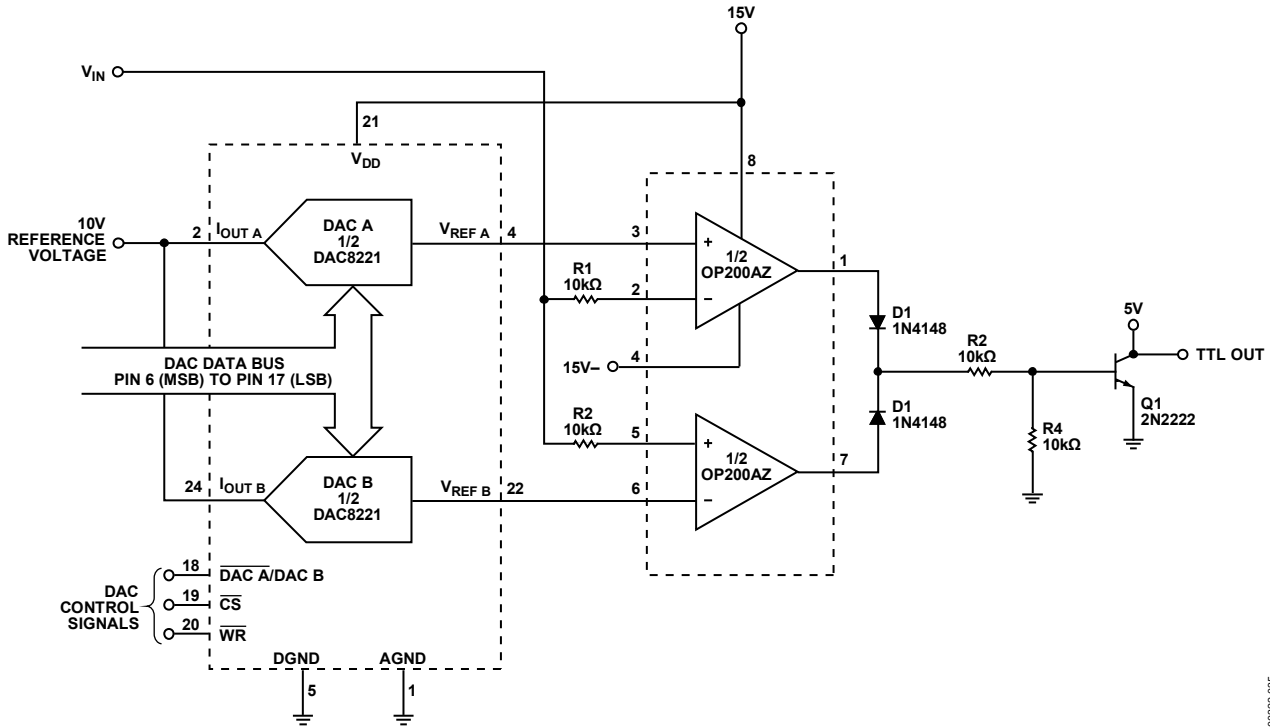 15V
VIN
21
VDD
8
10V
REFERENCE
VOLTAGE
2
IOUT A
DAC A
1/2
DAC8221
VREF A
4
3
+
1/2
OP200AZ
−
1
R1
10kΩ
2
D1
1N4148
5V
TTL OUT
R2
10kΩ
DAC DATA BUS
PIN 6 (MSB) TO PIN 17 (LSB)
15V–
4
D1
1N4148
Q1
2N2222
R2
10kΩ
5
+
1/2
OP200AZ
−
7
R4
10kΩ
24
IOUT B
DAC B
1/2
DAC8221
VREF B
22
6
DAC
CONTROL
SIGNALS
18
DAC A/DAC B
19
CS
20
WR
DGND
AGND
5
1